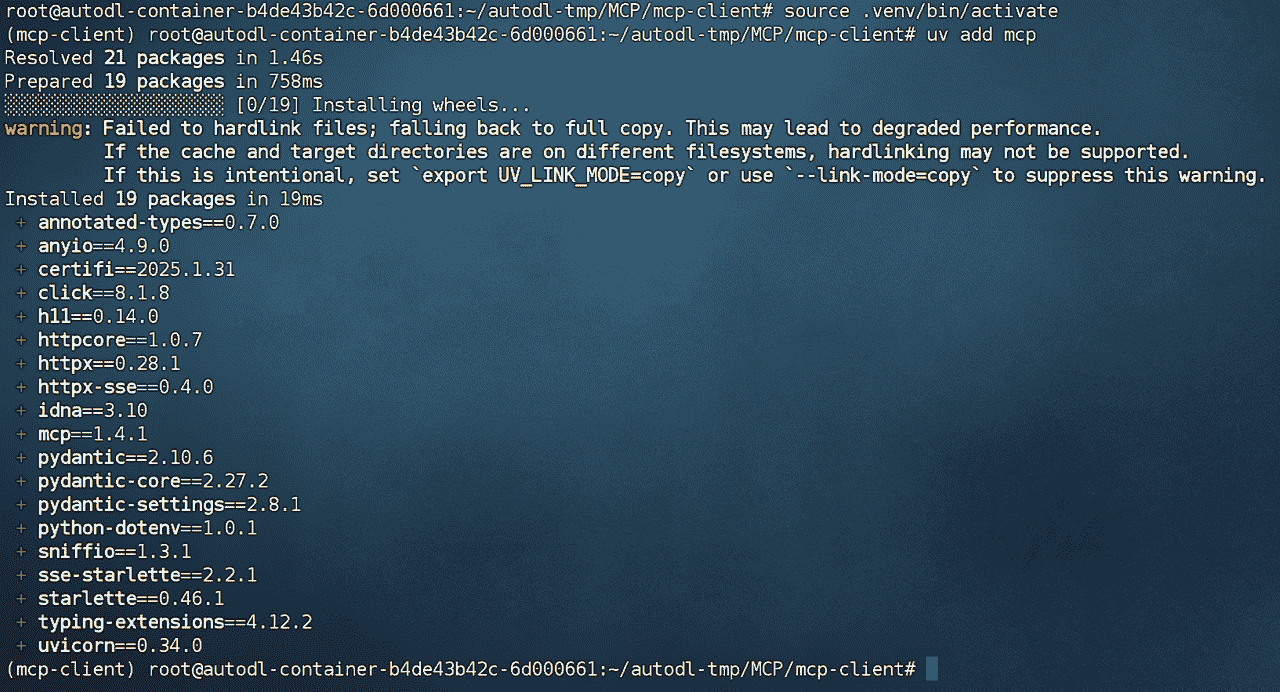 root@autodl-container-b4de43b42c-6d000661:~/autodl-tmp/MCP/mcp-client# source .venv/bin/activate
(mcp-client) root@autodl-container-b4de43b42c-6d000661:~/autodl-tmp/MCP/mcp-client# uv add mcp
Resolved 21 packages in 1.46s
Prepared 19 packages in 758ms
░░░░░░░░░░░░░░░░░░░░ [0/19] Installing wheels...
warning: Failed to hardlink files; falling back to full copy. This may lead to degraded performance.
         If the cache and target directories are on different filesystems, hardlinking may not be supported.
         If this is intentional, set `export UV_LINK_MODE=copy` or use `--link-mode=copy` to suppress this warning.
Installed 19 packages in 19ms
 + annotated-types==0.7.0
 + anyio==4.9.0
 + certifi==2025.1.31
 + click==8.1.8
 + h11==0.14.0
 + httpcore==1.0.7
 + httpx==0.28.1
 + httpx-sse==0.4.0
 + idna==3.10
 + mcp==1.4.1
 + pydantic==2.10.6
 + pydantic-core==2.27.2
 + pydantic-settings==2.8.1
 + python-dotenv==1.0.1
 + sniffio==1.3.1
 + sse-starlette==2.2.1
 + starlette==0.46.1
 + typing-extensions==4.12.2
 + uvicorn==0.34.0
(mcp-client) root@autodl-container-b4de43b42c-6d000661:~/autodl-tmp/MCP/mcp-client#